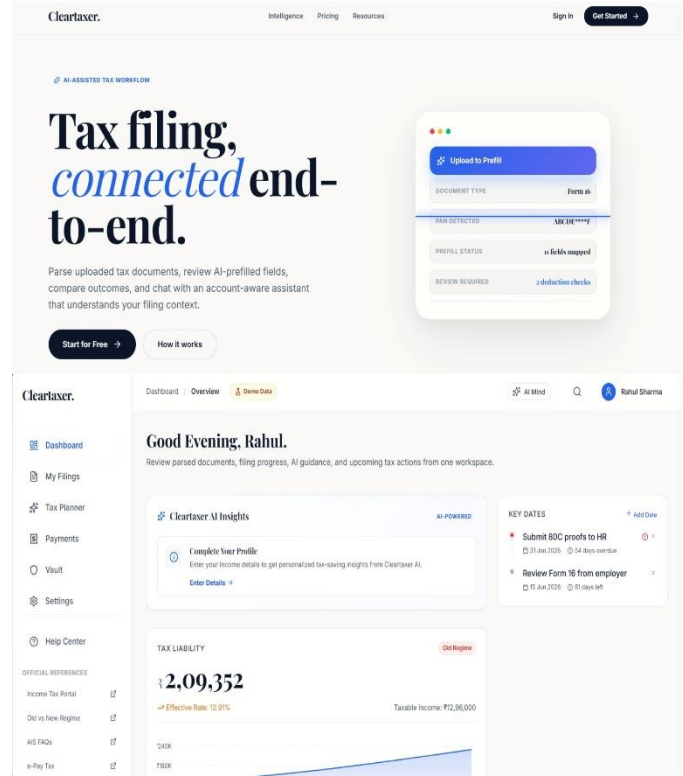 Cleartaxer.
Intelligence Pricing Resources
Sign In Get Started →
AI-ASSISTED TAX WORKFLOW
Tax filing,
connected end-
to-end.
Parse uploaded tax documents, review AI-prefilled fields,
compare outcomes, and chat with an account-aware assistant
that understands your filing context.
Start for Free → How it works
Upload to Prefill
DOCUMENT TYPE Form 16
PAN DETECTED ABCDE****F
PREFILL STATUS 11 fields mapped
REVIEW REQUIRED 2 deduction checks
Cleartaxer.
Dashboard
My Filings
Tax Planner
Payments
Vault
Settings
Help Center
OFFICIAL REFERENCES
Income Tax Portal
Old vs New Regime
AIS FAQs
e-Pay Tax
Dashboard / Overview Demo Data
AI Mind R Rahul Sharma
Good Evening, Rahul.
Review parsed documents, filing progress, AI guidance, and upcoming tax actions from one workspace.
Cleartaxer AI Insights AI-POWERED
Complete Your Profile
Enter your income details to get personalized tax-saving insights from Cleartaxer AI.
Enter Details →
KEY DATES + Add Date
Submit 80C proofs to HR
31 Jan 2026 54 days overdue
Review Form 16 from employer
15 Jun 2026 81 days left
TAX LIABILITY Old Regime
₹2,09,352
Effective Rate: 12.91% Taxable Income: ₹12,96,000
₹240K
₹180K